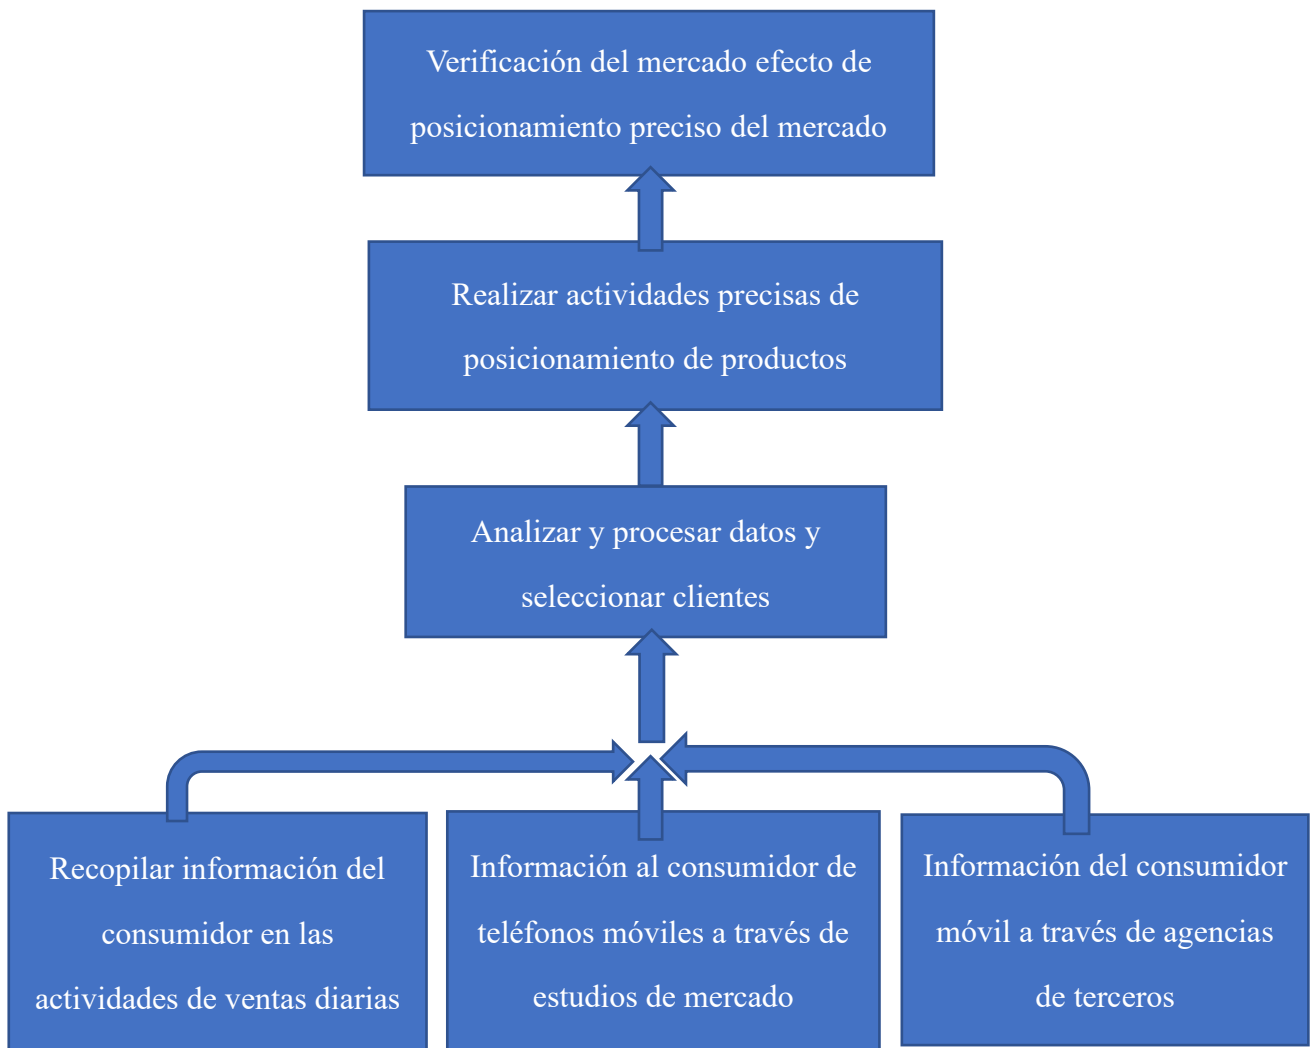 Verificación del mercado efecto de
posicionamiento preciso del mercado
Realizar actividades precisas de
posicionamiento de productos
Analizar y procesar datos y
seleccionar clientes
Recopilar información del
consumidor en las
actividades de ventas diarias
Información al consumidor de
teléfonos móviles a través de
estudios de mercado
Información del consumidor
móvil a través de agencias
de terceros